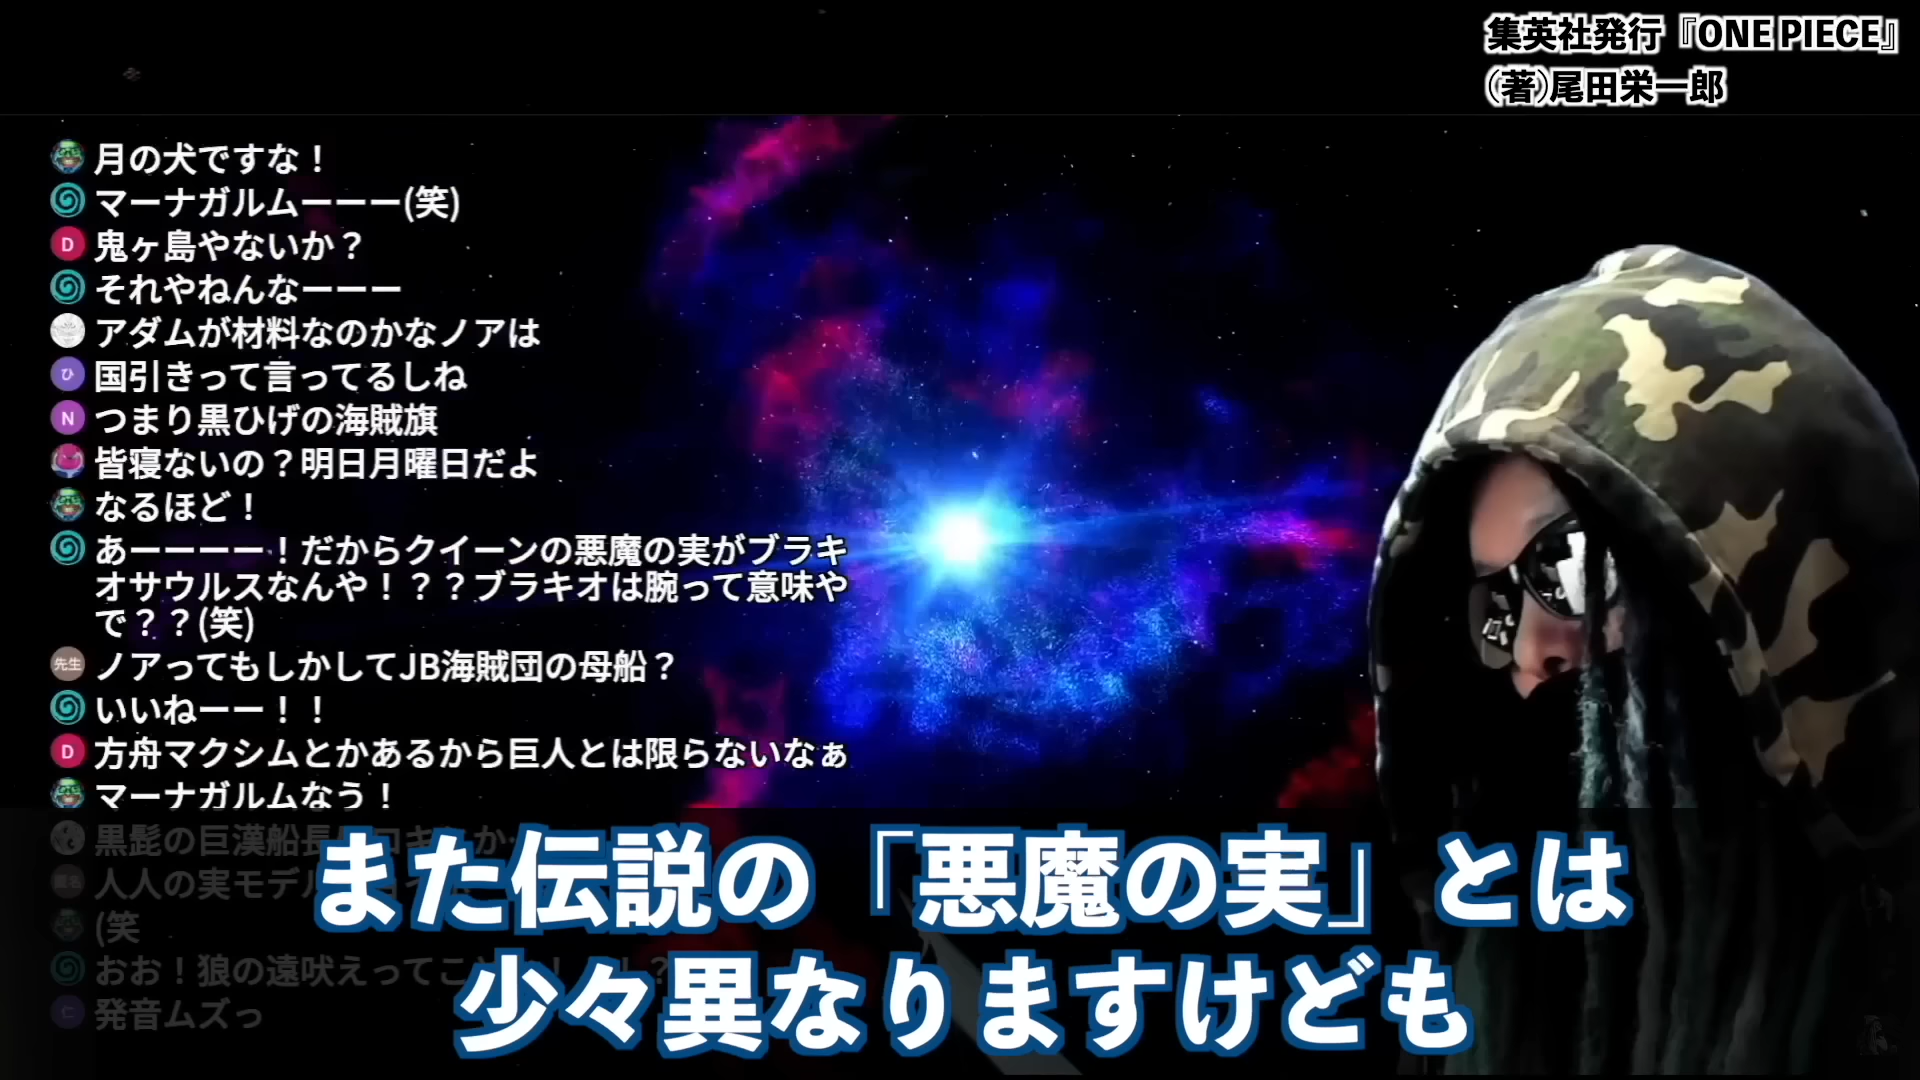 集英社発行『ONE PIECE』
(著)尾田栄一郎
月の犬ですな！
マーナガルムーーー(笑)
D 鬼ヶ島やないか？
それやねんなーーー
アダムが材料なのかなノアは
ひ 国引きって言ってるしね
N つまり黒ひげの海賊旗
皆寝ないの？明日月曜日だよ
なるほど！
あーーーー！だからクイーンの悪魔の実がブラキ
オサウルスなんや！？？ブラキオは腕って意味や
で？？(笑)
先生 ノアってもしかしてJB海賊団の母船？
いいねーー！！
D 方舟マクシムとかあるから巨人とは限らないなぁ
マーナガルムなう！
黒髭の巨漢船長
人人の実モデル
(笑
おお！狼の遠吠えってこ
発音ムズっ
また伝説の「悪魔の実」とは
少々異なりますけども